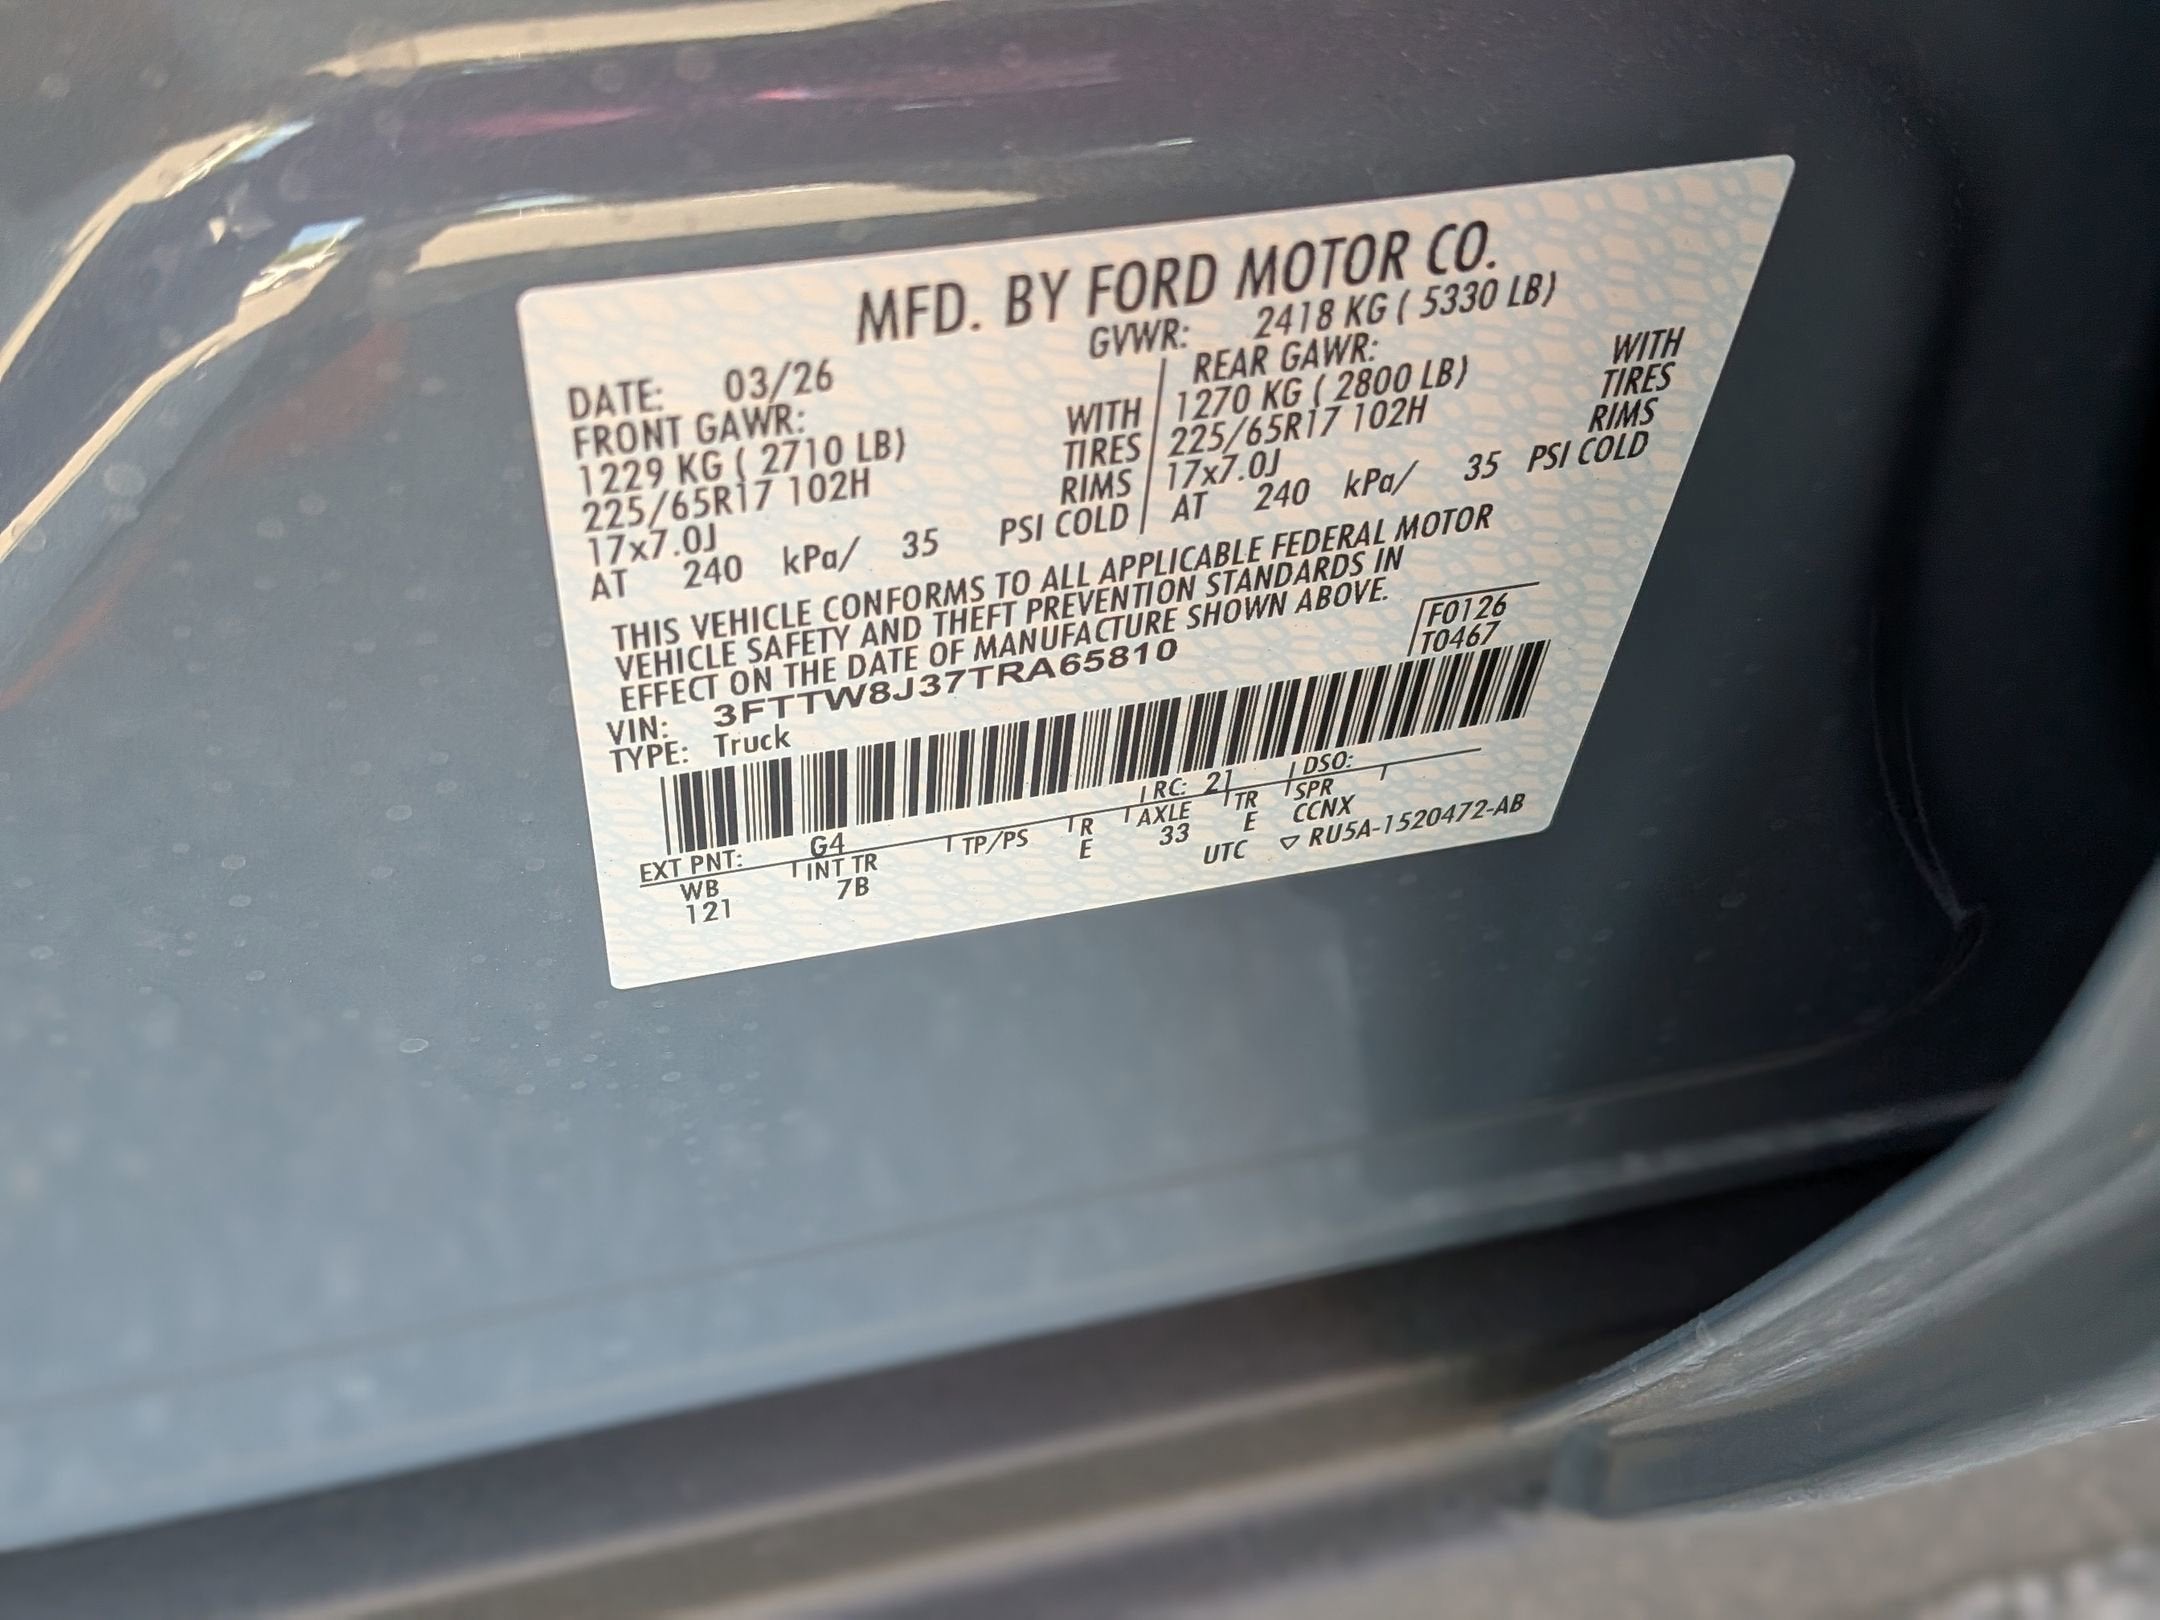 MFD. BY FORD MOTOR CO.
DATE: 03/26 GVWR: 2418 KG ( 5330 LB)
FRONT GAWR: REAR GAWR:
1229 KG ( 2710 LB) WITH 1270 KG ( 2800 LB) WITH
225/65R17 102H TIRES 225/65R17 102H TIRES
17x7.0J RIMS 17x7.0J RIMS
AT 240 kPa/ 35 PSI COLD AT 240 kPa/ 35 PSI COLD
THIS VEHICLE CONFORMS TO ALL APPLICABLE FEDERAL MOTOR
VEHICLE SAFETY AND THEFT PREVENTION STANDARDS IN
EFFECT ON THE DATE OF MANUFACTURE SHOWN ABOVE.
F0126
T0467
VIN: 3FTTW8J37TRA65810
TYPE: Truck
EXT PNT: G4 RC: 21 DSO:
WB INT TR TP/PS R AXLE TR SPR
121 7B E 33 E CCNX
UTC ▽ RU5A-1520472-AB